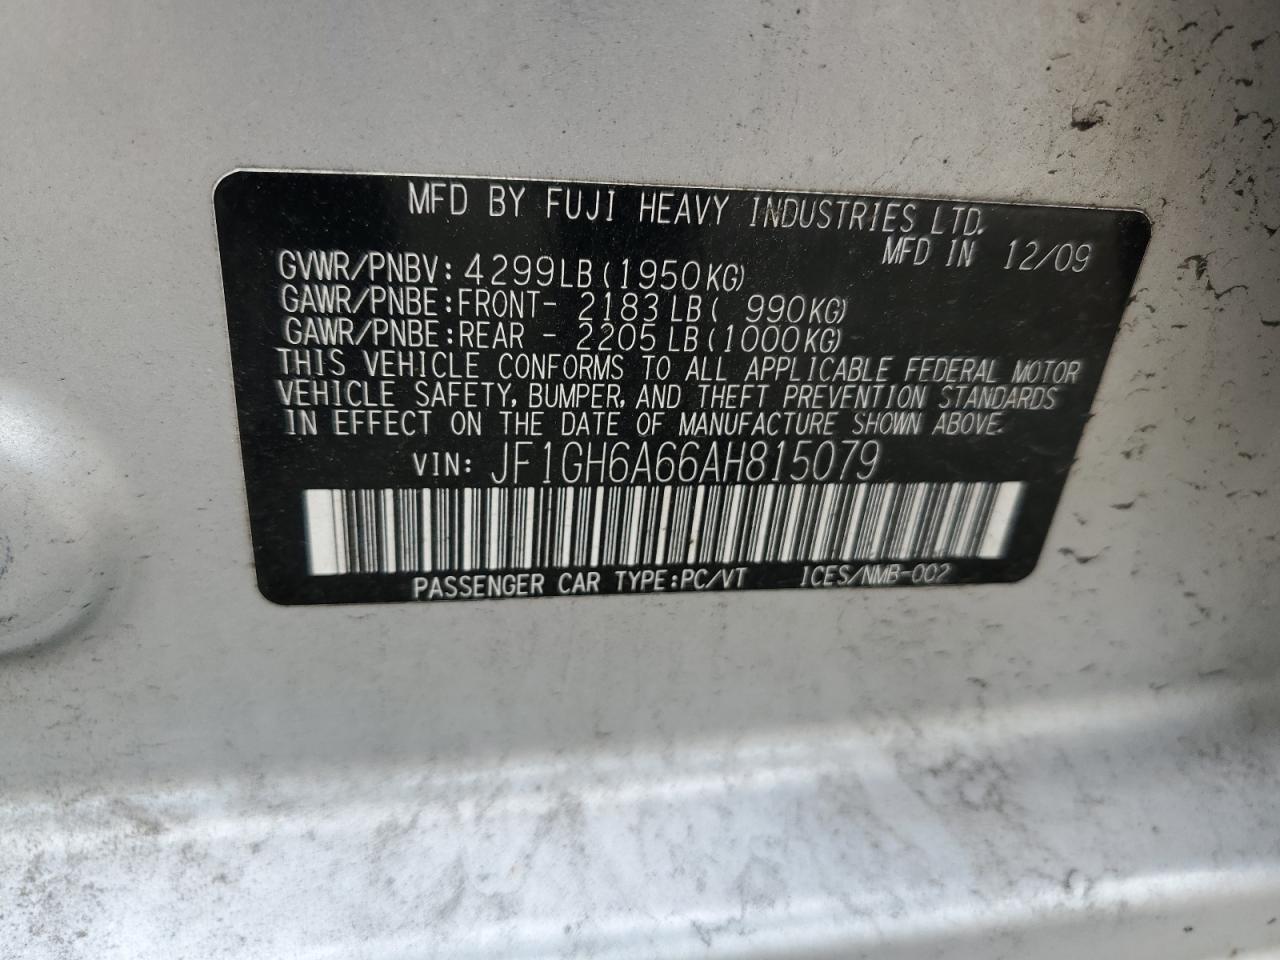 MFD BY FUJI HEAVY INDUSTRIES LTD.
MFD IN 12/09
GVWR/PNBV: 4299LB(1950KG)
GAWR/PNBE:FRONT- 2183LB( 990KG)
GAWR/PNBE:REAR - 2205LB(1000KG)
THIS VEHICLE CONFORMS TO ALL APPLICABLE FEDERAL MOTOR
VEHICLE SAFETY, BUMPER, AND THEFT PREVENTION STANDARDS
IN EFFECT ON THE DATE OF MANUFACTURE SHOWN ABOVE.
VIN: JF1GH6A66AH815079
PASSENGER CAR TYPE:PC/VT ICES/NMB-002